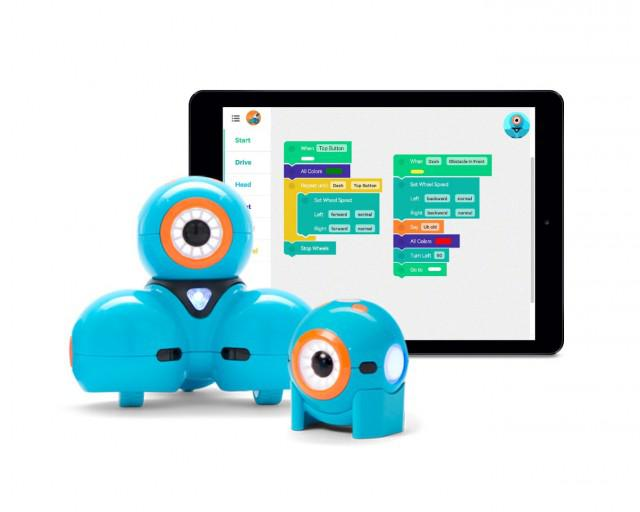 Start
Drive
Head
When Top Button
All Colors
Repeat Until Dash Top Button
Set Wheel Speed
Left forward normal
Right forward normal
Stop Wheels
When Dash Obstacle In Front
Set Wheel Speed
Left backward normal
Right backward normal
Say Uh oh!
All Colors
Turn Left 90
Go to